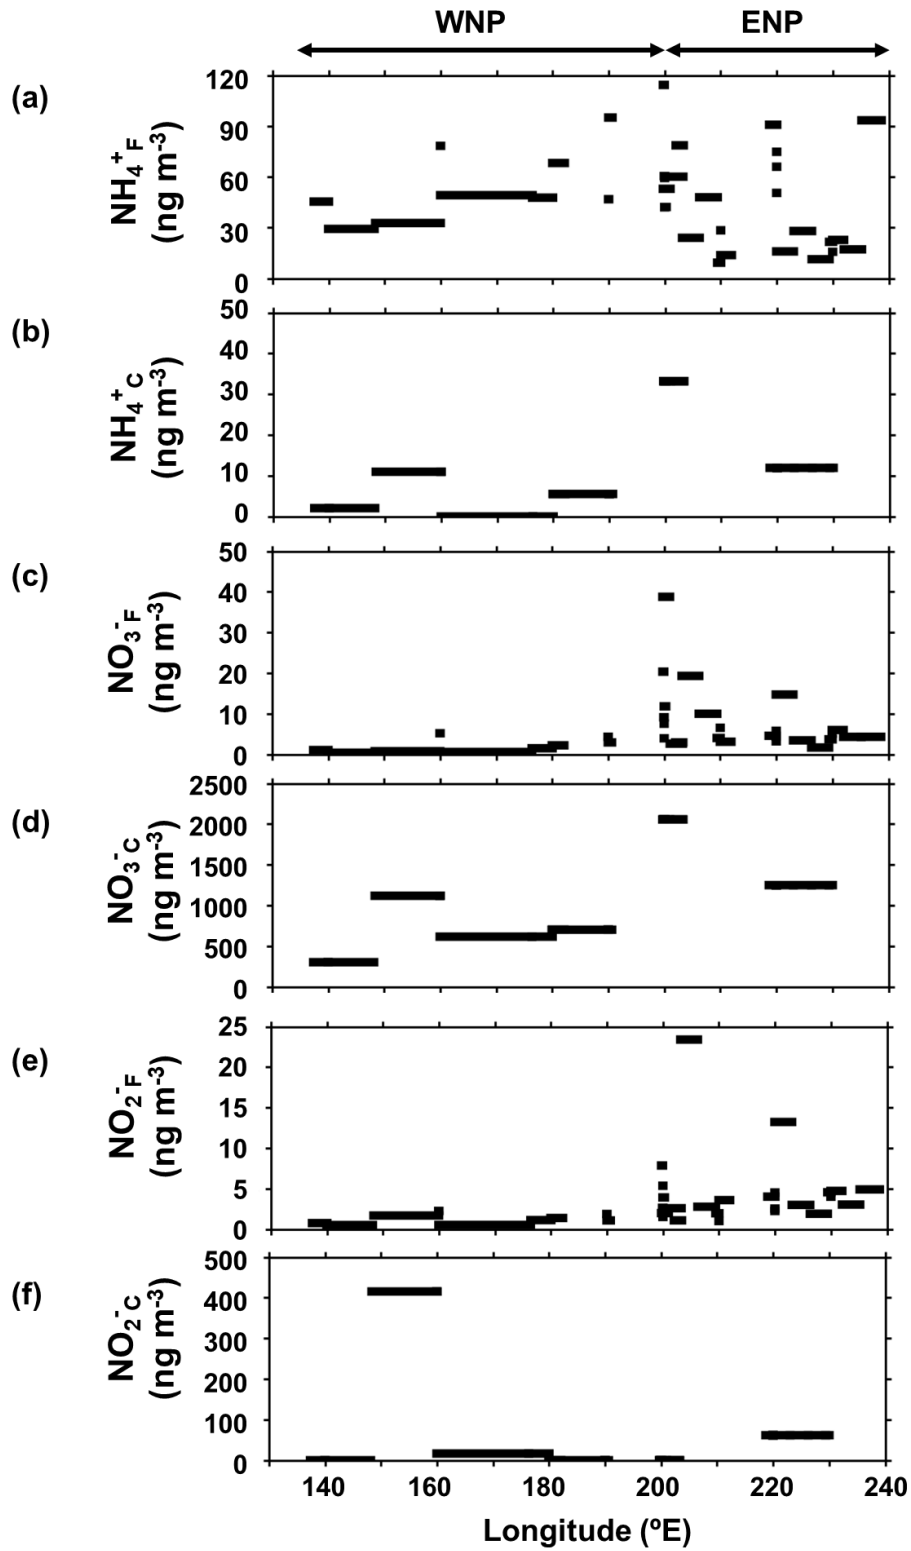 WNP ENP
(a)
NH₄⁺F
(ng m⁻³)
120
90
60
30
0
(b)
NH₄⁺C
(ng m⁻³)
50
40
30
20
10
0
(c)
NO₃⁻F
(ng m⁻³)
50
40
30
20
10
0
(d)
NO₃⁻C
(ng m⁻³)
2500
2000
1500
1000
500
0
(e)
NO₂⁻F
(ng m⁻³)
25
20
15
10
5
0
(f)
NO₂⁻C
(ng m⁻³)
500
400
300
200
100
0
140 160 180 200 220 240
Longitude (ºE)